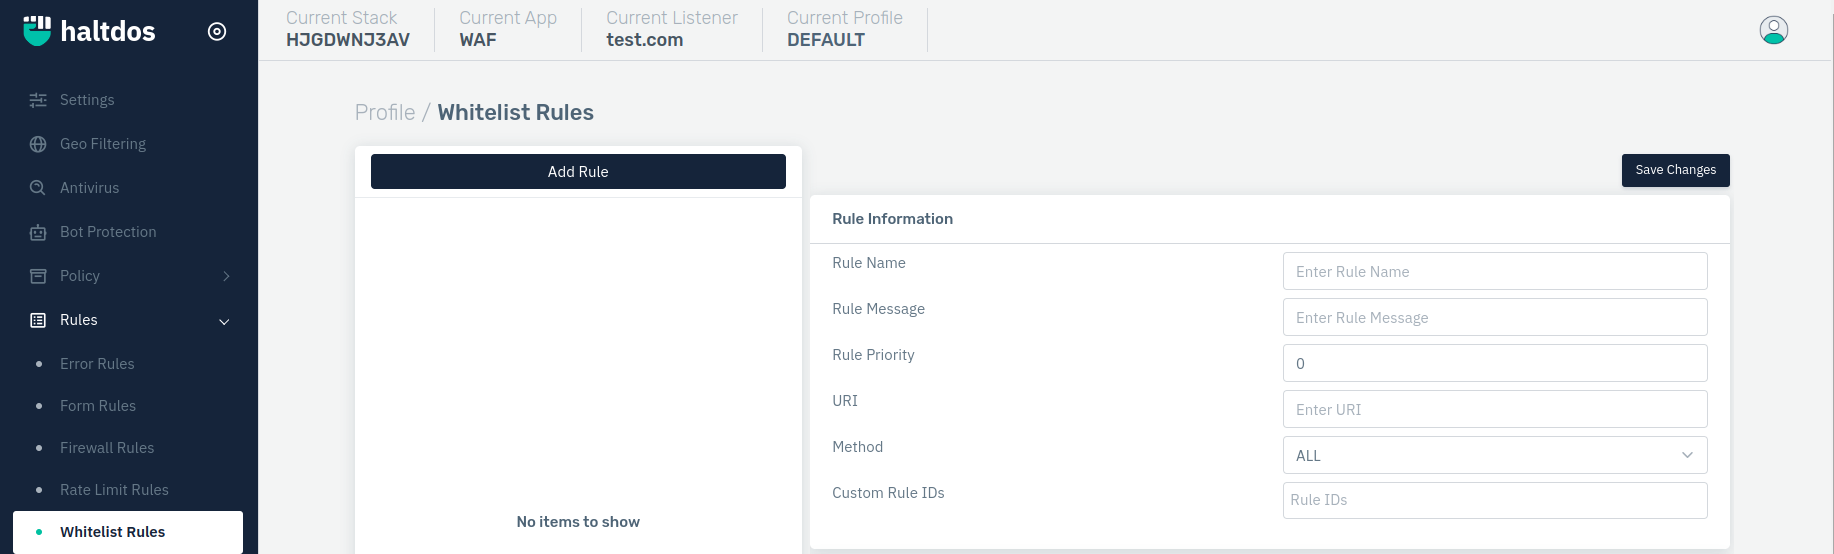 haltdos
Current Stack
HJGDWNJ3AV
Current App
WAF
Current Listener
test.com
Current Profile
DEFAULT
Settings
Geo Filtering
Antivirus
Bot Protection
Policy
Rules
Error Rules
Form Rules
Firewall Rules
Rate Limit Rules
Whitelist Rules
Profile / Whitelist Rules
Add Rule
No items to show
Save Changes
Rule Information
Rule Name
Enter Rule Name
Rule Message
Enter Rule Message
Rule Priority
0
URI
Enter URI
Method
ALL
Custom Rule IDs
Rule IDs